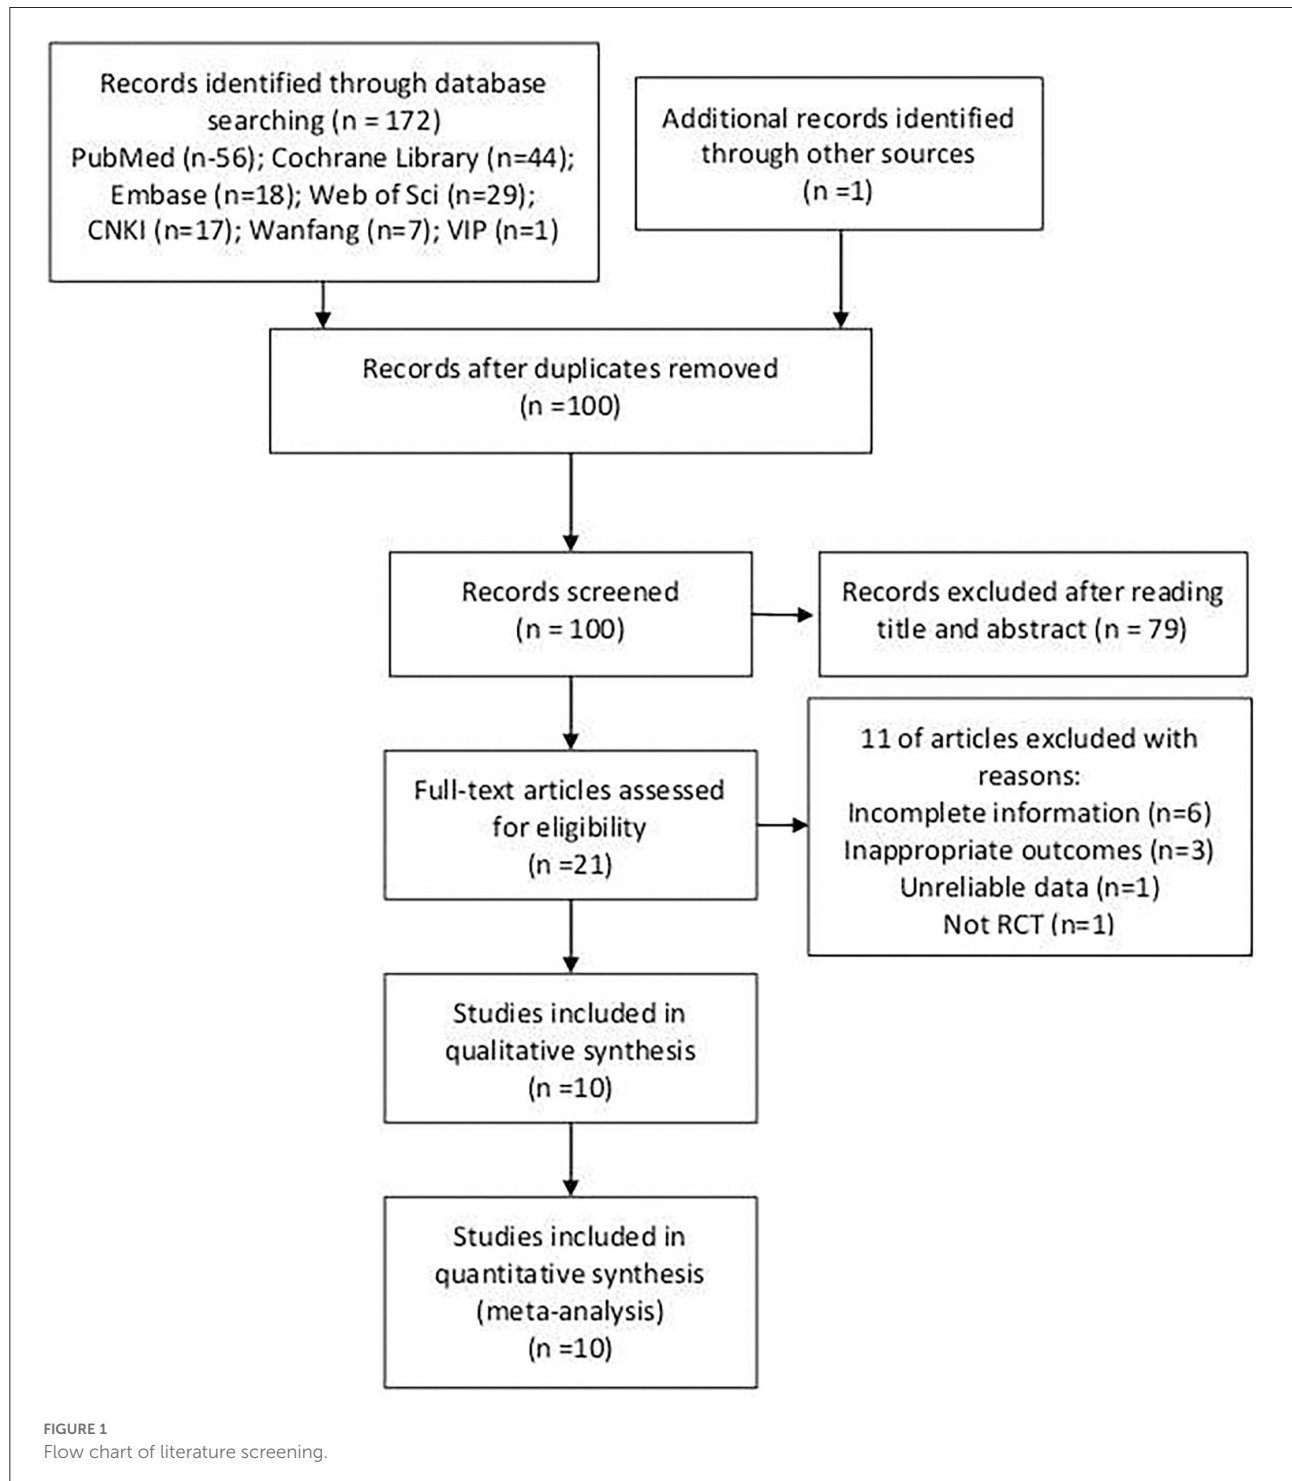 Records identified through database
searching (n = 172)
PubMed (n-56); Cochrane Library (n=44);
Embase (n=18); Web of Sci (n=29);
CNKI (n=17); Wanfang (n=7); VIP (n=1)
Additional records identified
through other sources
(n =1)
Records after duplicates removed
(n =100)
Records screened
(n = 100)
Records excluded after reading
title and abstract (n = 79)
Full-text articles assessed
for eligibility
(n =21)
11 of articles excluded with
reasons:
Incomplete information (n=6)
Inappropriate outcomes (n=3)
Unreliable data (n=1)
Not RCT (n=1)
Studies included in
qualitative synthesis
(n =10)
Studies included in
quantitative synthesis
(meta-analysis)
(n =10)
FIGURE 1
Flow chart of literature screening.